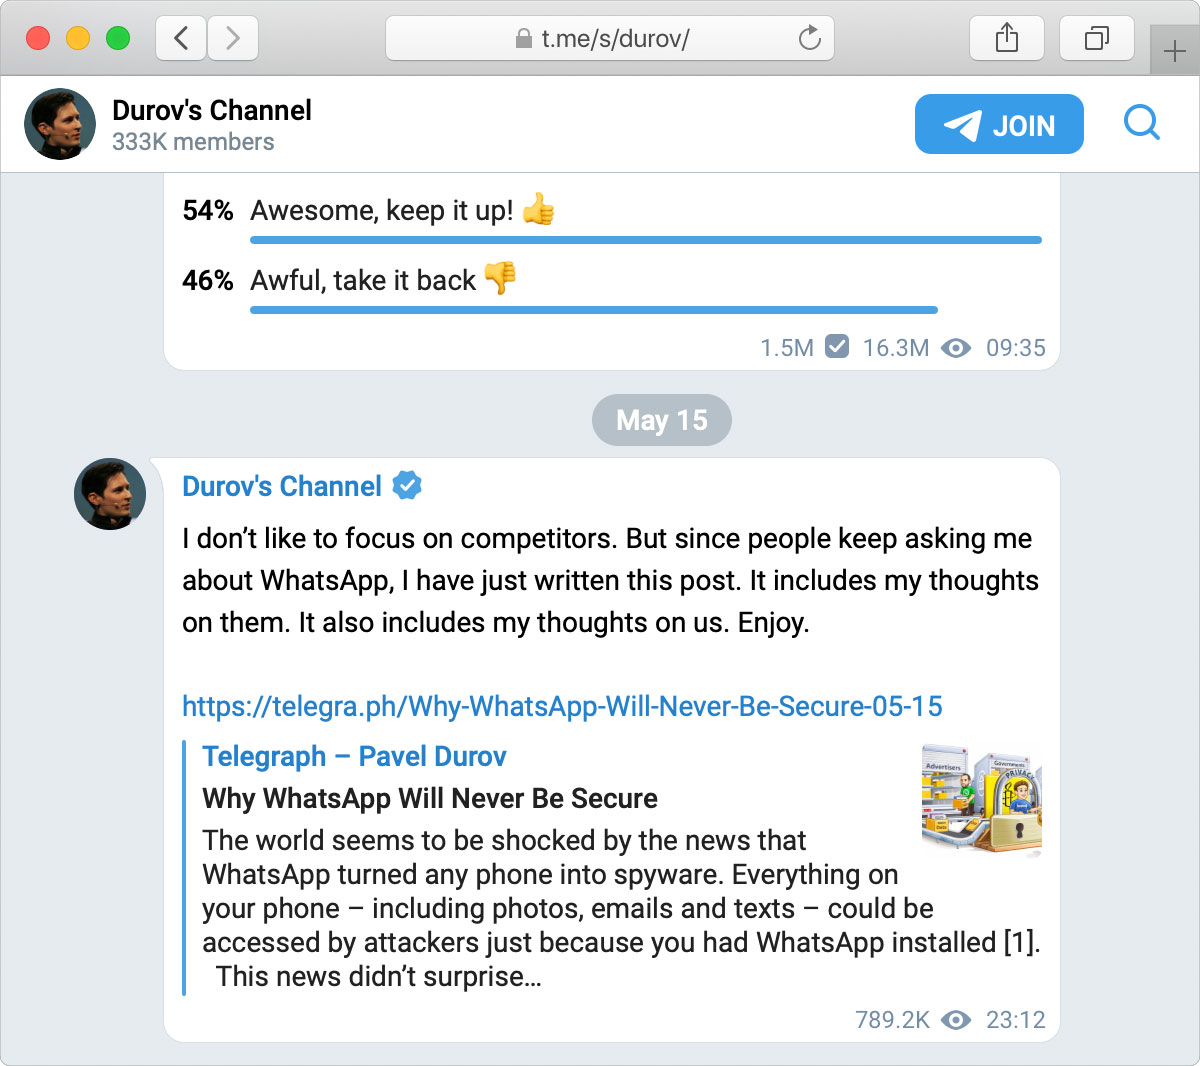 t.me/s/durov/
Durov's Channel
333K members
JOIN
54% Awesome, keep it up! 👍
46% Awful, take it back 👎
1.5M 16.3M 09:35
May 15
Durov's Channel
I don’t like to focus on competitors. But since people keep asking me
about WhatsApp, I have just written this post. It includes my thoughts
on them. It also includes my thoughts on us. Enjoy.
https://telegra.ph/Why-WhatsApp-Will-Never-Be-Secure-05-15
Telegraph – Pavel Durov
Why WhatsApp Will Never Be Secure
The world seems to be shocked by the news that
WhatsApp turned any phone into spyware. Everything on
your phone – including photos, emails and texts – could be
accessed by attackers just because you had WhatsApp installed [1].
This news didn’t surprise…
Advertisers
Governments
PRIVACY
789.2K 23:12